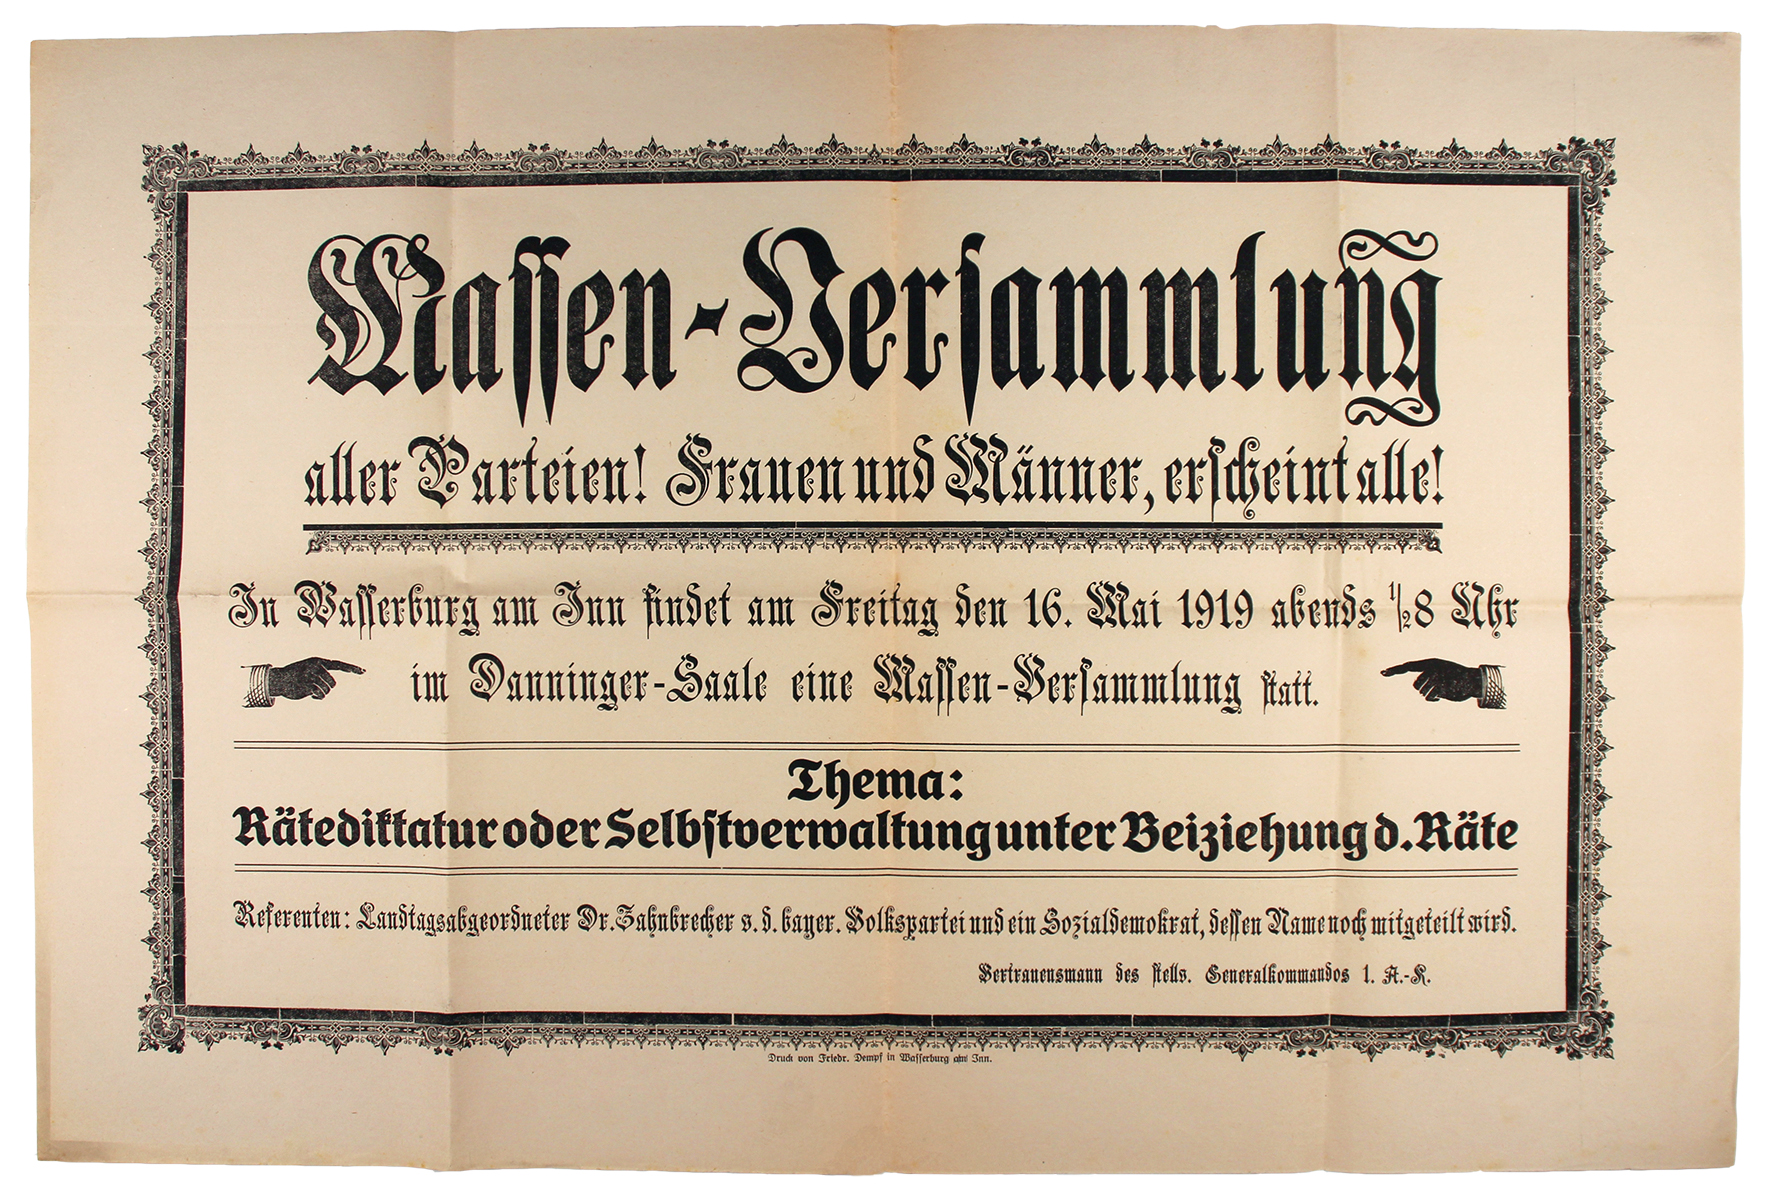 Massen-Versammlung
aller Parteien! Frauen und Männer, erscheint alle!
In Wasserburg am Inn findet am Freitag den 16. Mai 1919 abends 1/28 Uhr
im Danninger-Saale eine Massen-Versammlung statt.
Thema:
Rätediktatur oder Selbstverwaltung unter Beiziehung d. Räte
Referenten: Landtagsabgeordneter Dr. Zahnbrecher v. d. bayer. Volkspartei und ein Sozialdemokrat, dessen Name noch mitgeteilt wird.
Vertrauensmann des stellv. Generalkommandos 1. A.-K.
Druck von Friedr. Dempf in Wasserburg am Inn.